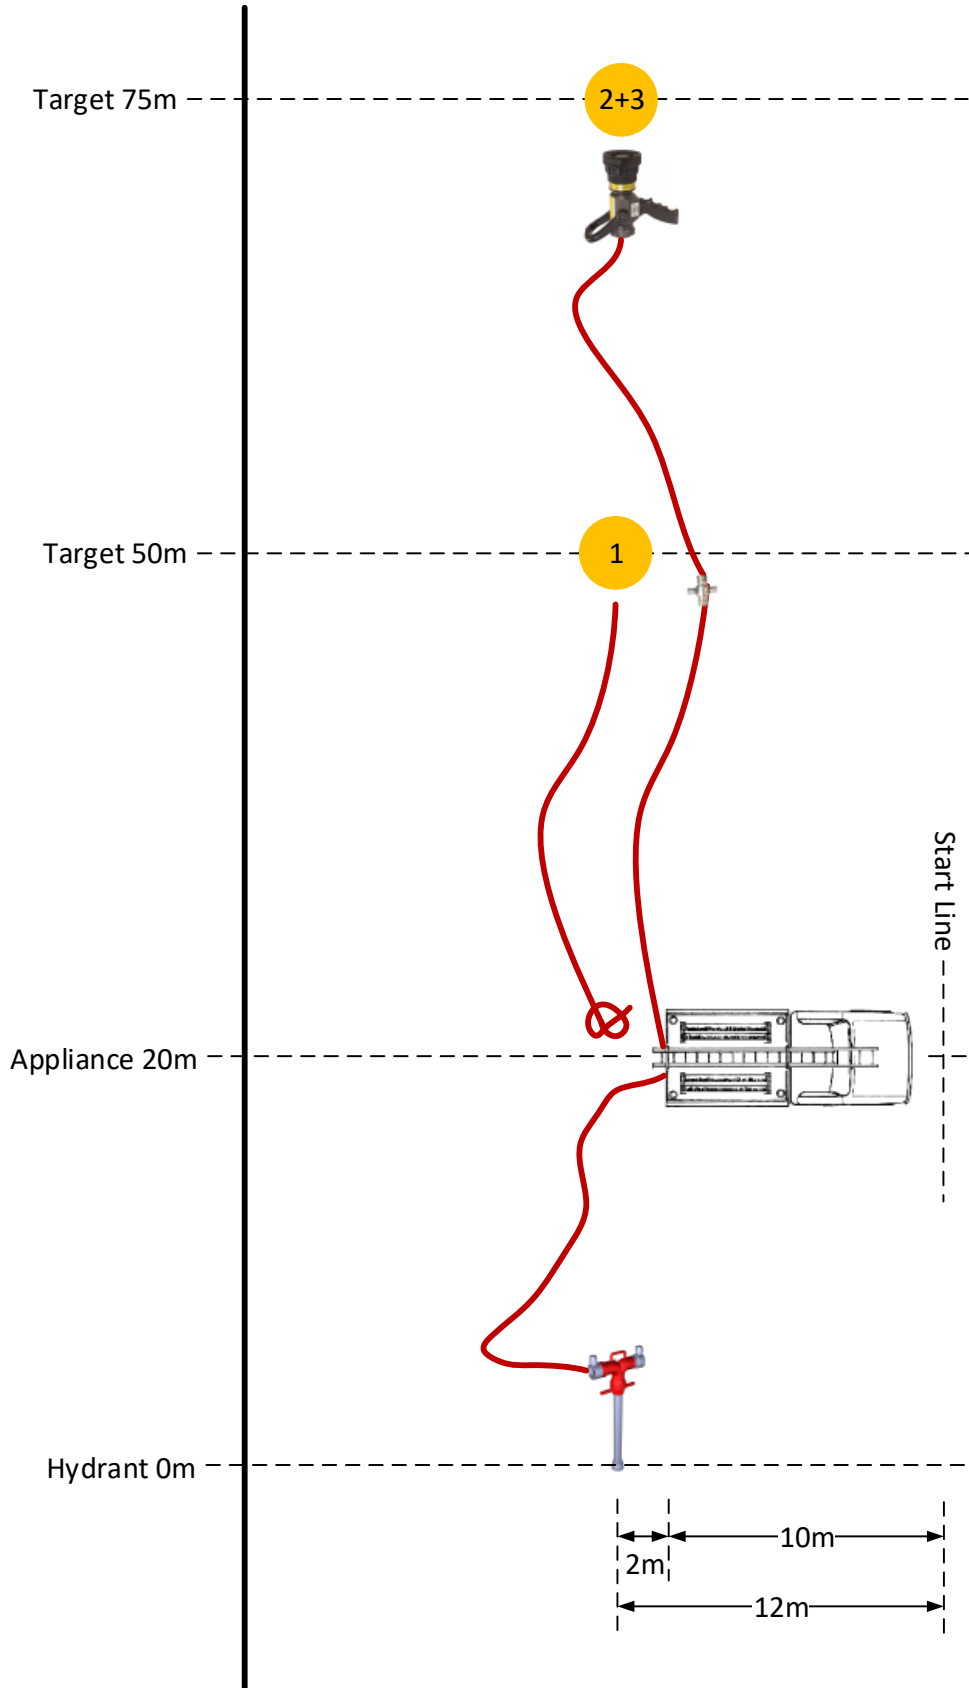 Target 75m
2+3
Target 50m
1
Start Line
Appliance 20m
Hydrant 0m
10m
2m
12m